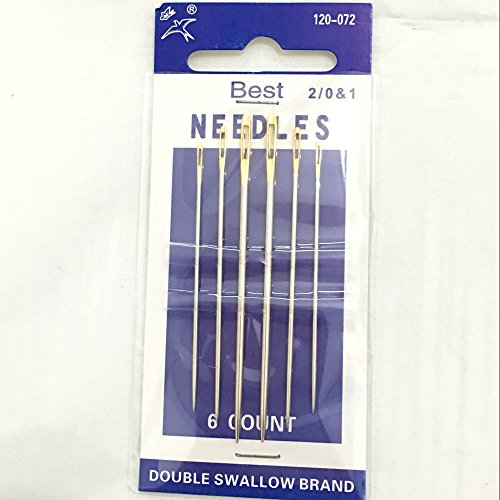 ® 120-072
Best 2/0&1
NEEDLES
6 COUNT
DOUBLE SWALLOW BRAND